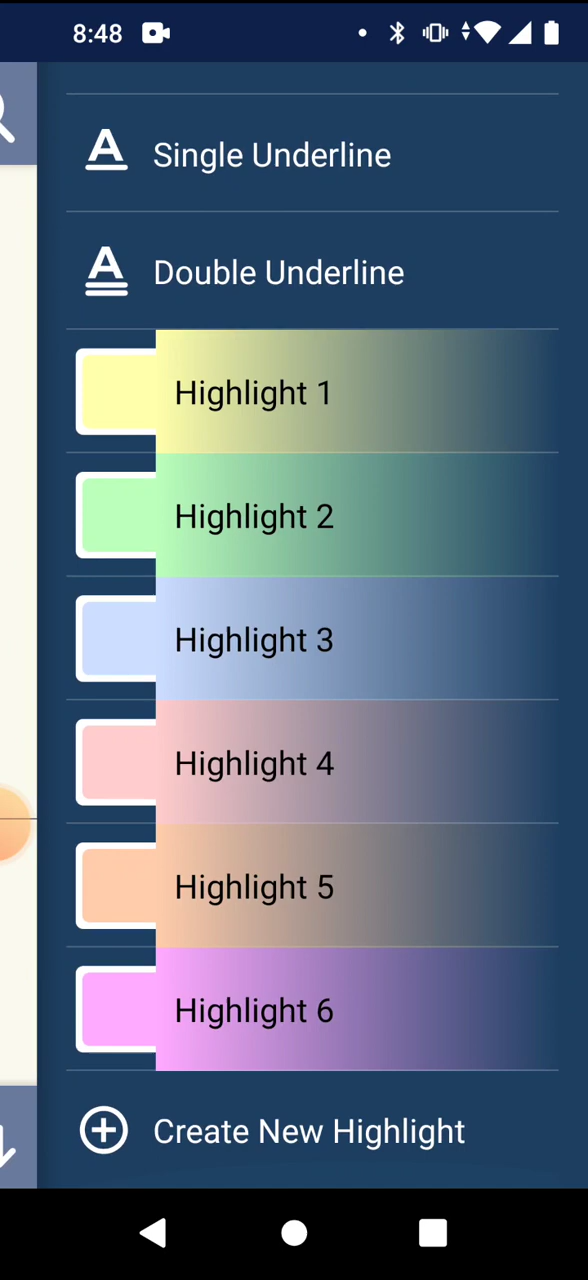 8:48
A Single Underline
A Double Underline
Highlight 1
Highlight 2
Highlight 3
Highlight 4
Highlight 5
Highlight 6
Create New Highlight